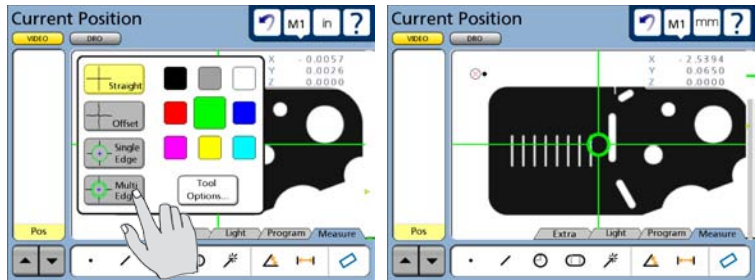 Current Position
M1
in
?
VIDEO
DRO
X - 0.0057
Y 0.0026
Z 0.0000
Straight
Offset
Single
Edge
Multi
Edge
Tool
Options...
Pos
Light
Program
Measure
Current Position
M1
mm
?
VIDEO
DRO
X - 2.5394
Y 0.0650
Z 0.0000
Pos
Extra
Light
Program
Measure